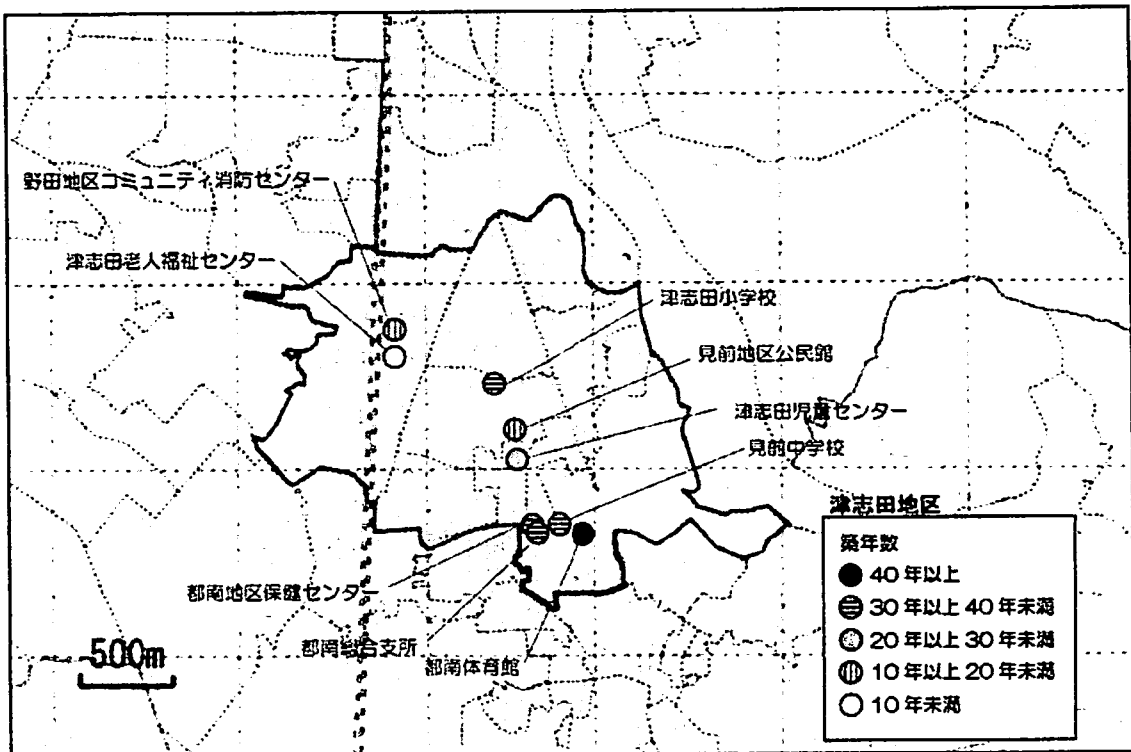 野田地区コミュニティ消防センター
津志田老人福祉センター
津志田小学校
見前地区公民館
津志田児童センター
見前中学校
都南地区保健センター
都南総合支所
都南体育館
500m
津志田地区
築年数
40年以上
30年以上40年未満
20年以上30年未満
10年以上20年未満
10年未満